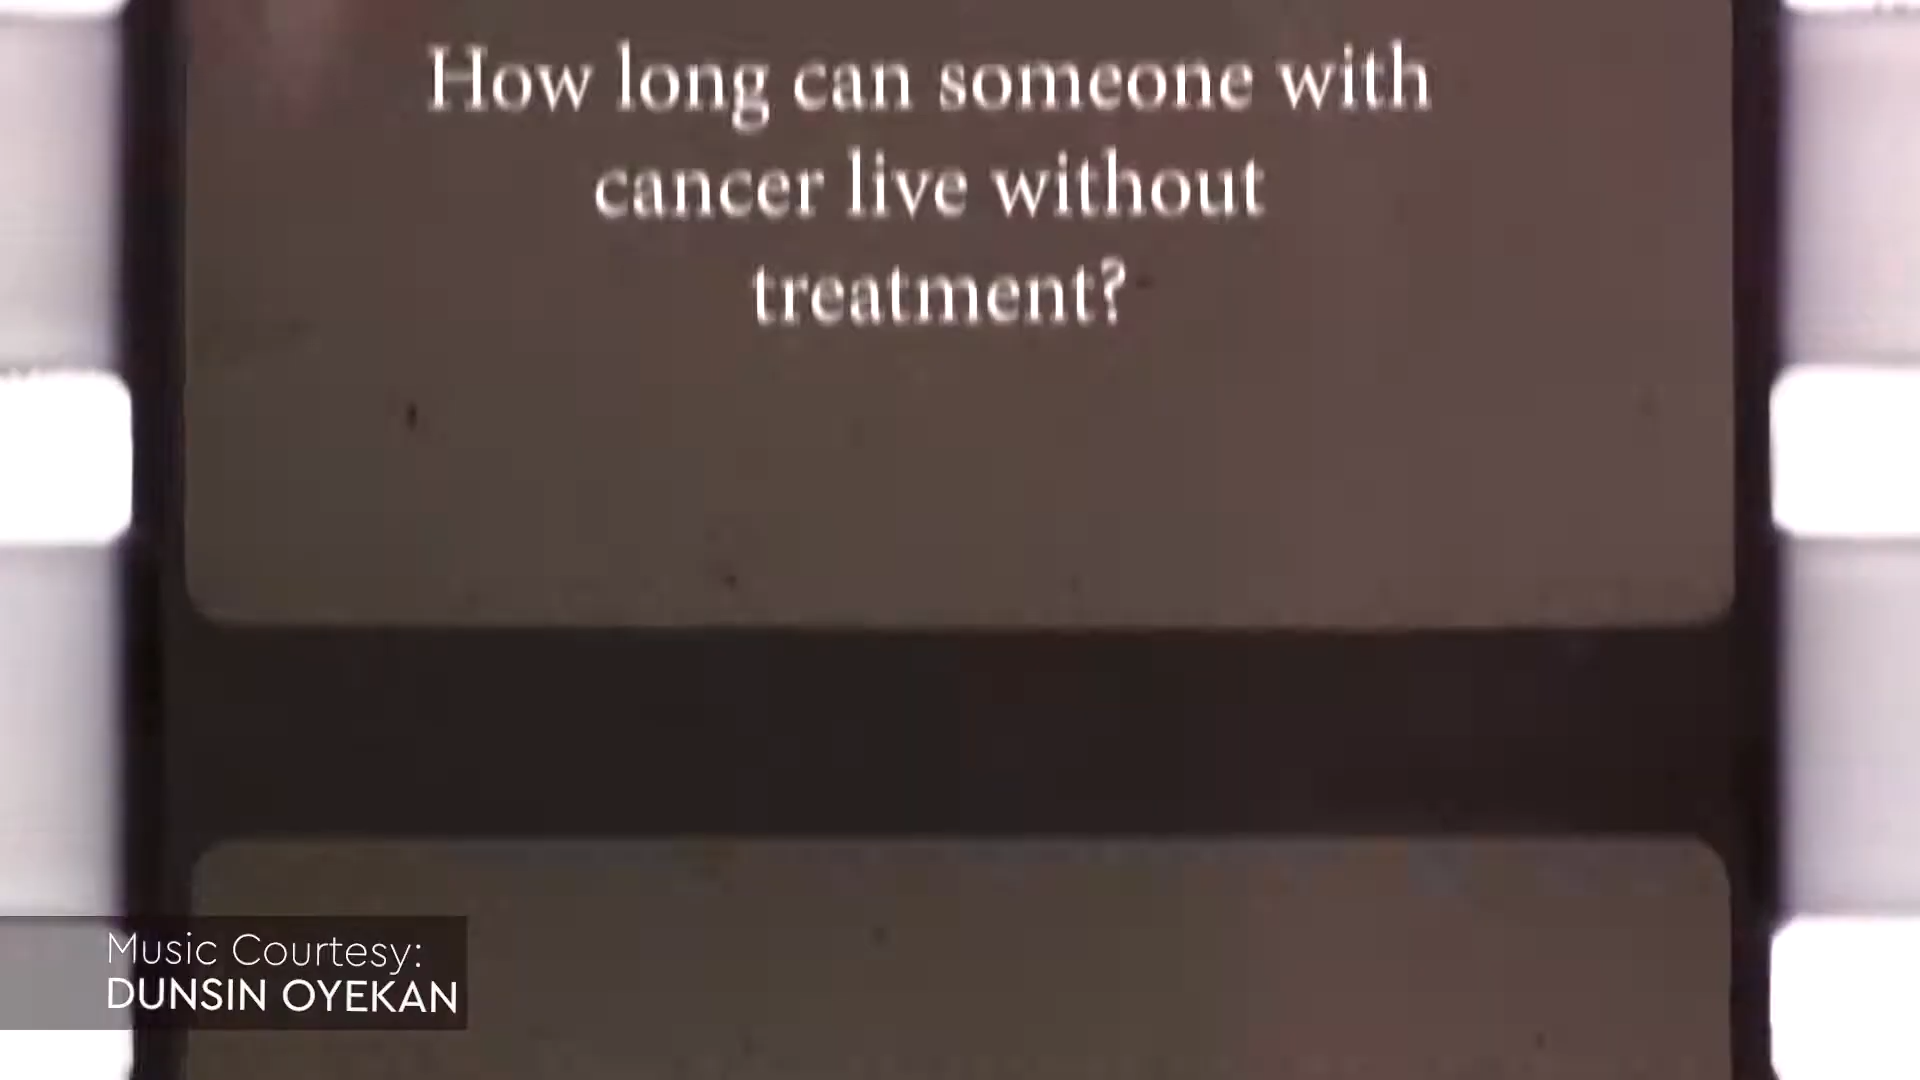 How long can someone with
cancer live without
treatment?
Music Courtesy:
DUNSIN OYEKAN